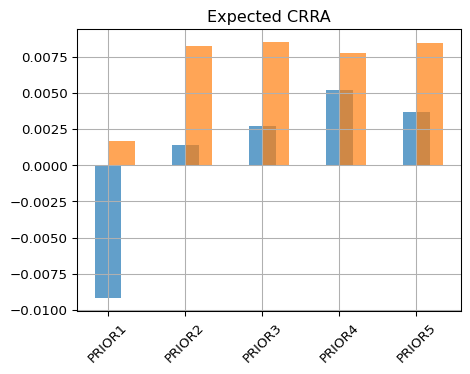 Expected CRRA
0.0075
0.0050
0.0025
0.0000
−0.0025
−0.0050
−0.0075
−0.0100
PRIOR1
PRIOR2
PRIOR3
PRIOR4
PRIOR5